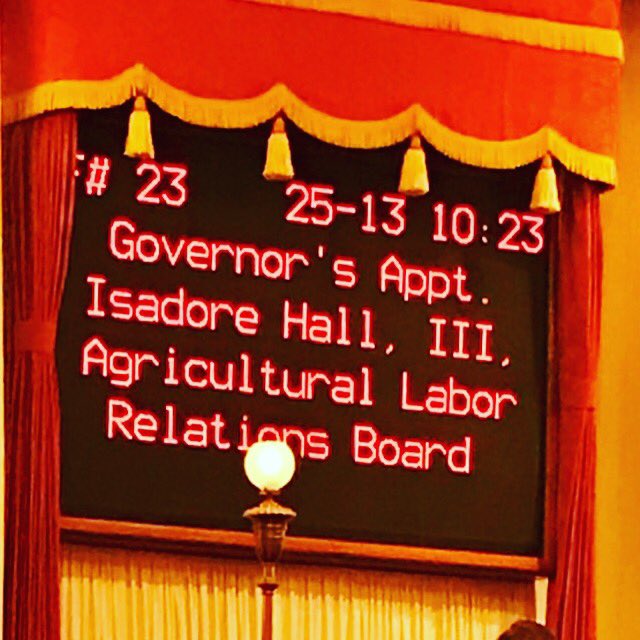 # 23 25-13 10:23
Governor's Appt.
Isadore Hall, III,
Agricultural Labor
Relations Board